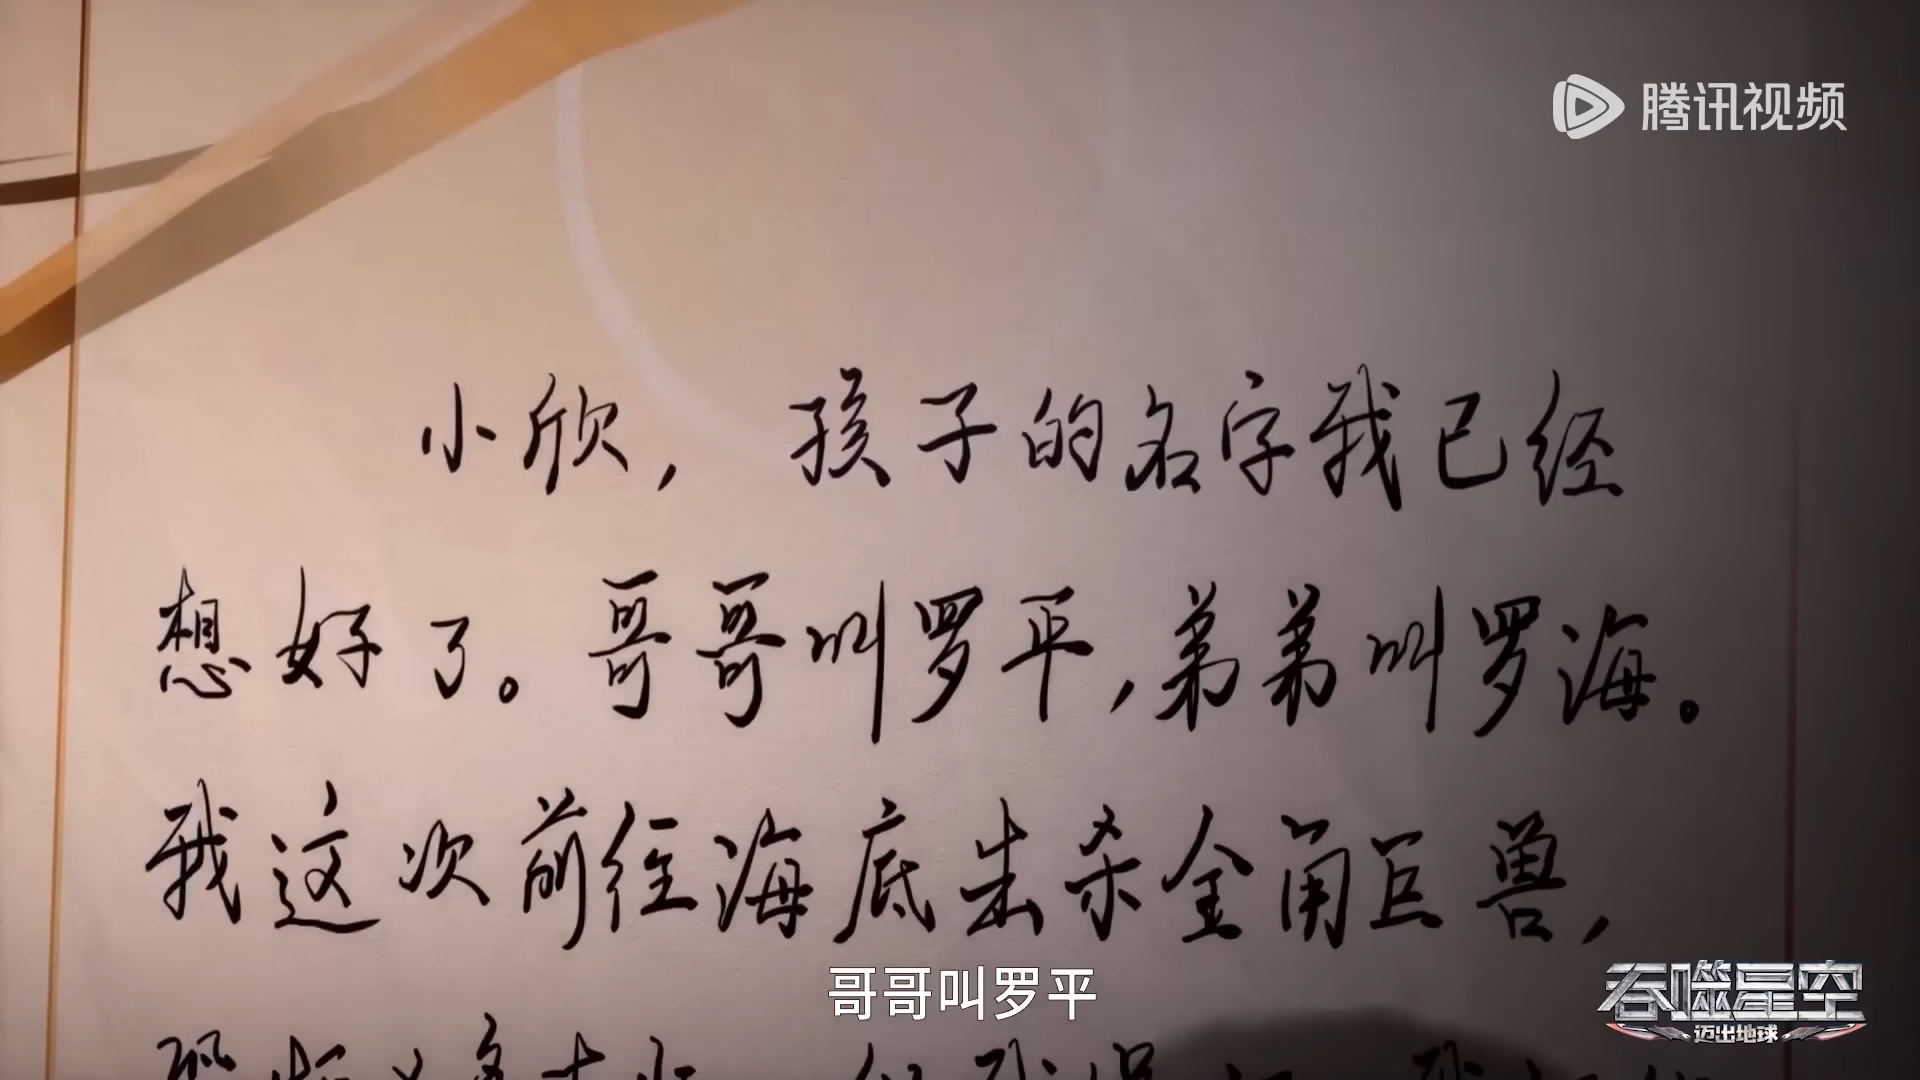 腾讯视频
小欣，孩子的名字我已经
想好了。哥哥叫罗平，弟弟叫罗海。
我这次前往海底击杀金角巨兽，
哥哥叫罗平
吞噬星空
迈出地球